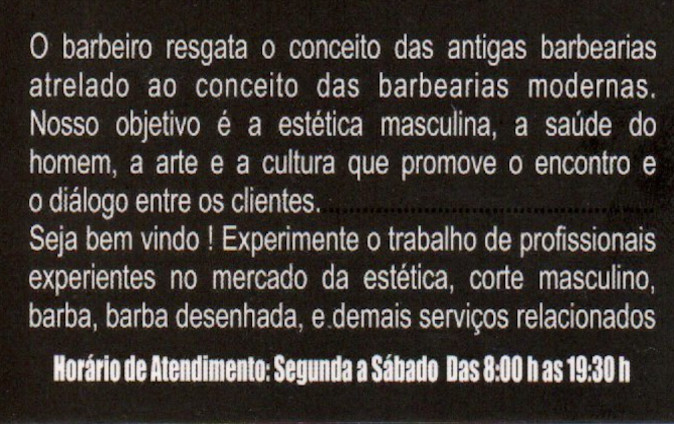 O barbeiro resgata o conceito das antigas barbearias
atrelado ao conceito das barbearias modernas.
Nosso objetivo é a estética masculina, a saúde do
homem, a arte e a cultura que promove o encontro e
o diálogo entre os clientes.
Seja bem vindo ! Experimente o trabalho de profissionais
experientes no mercado da estética, corte masculino,
barba, barba desenhada, e demais serviços relacionados
Horário de Atendimento: Segunda a Sábado Das 8:00 h as 19:30 h